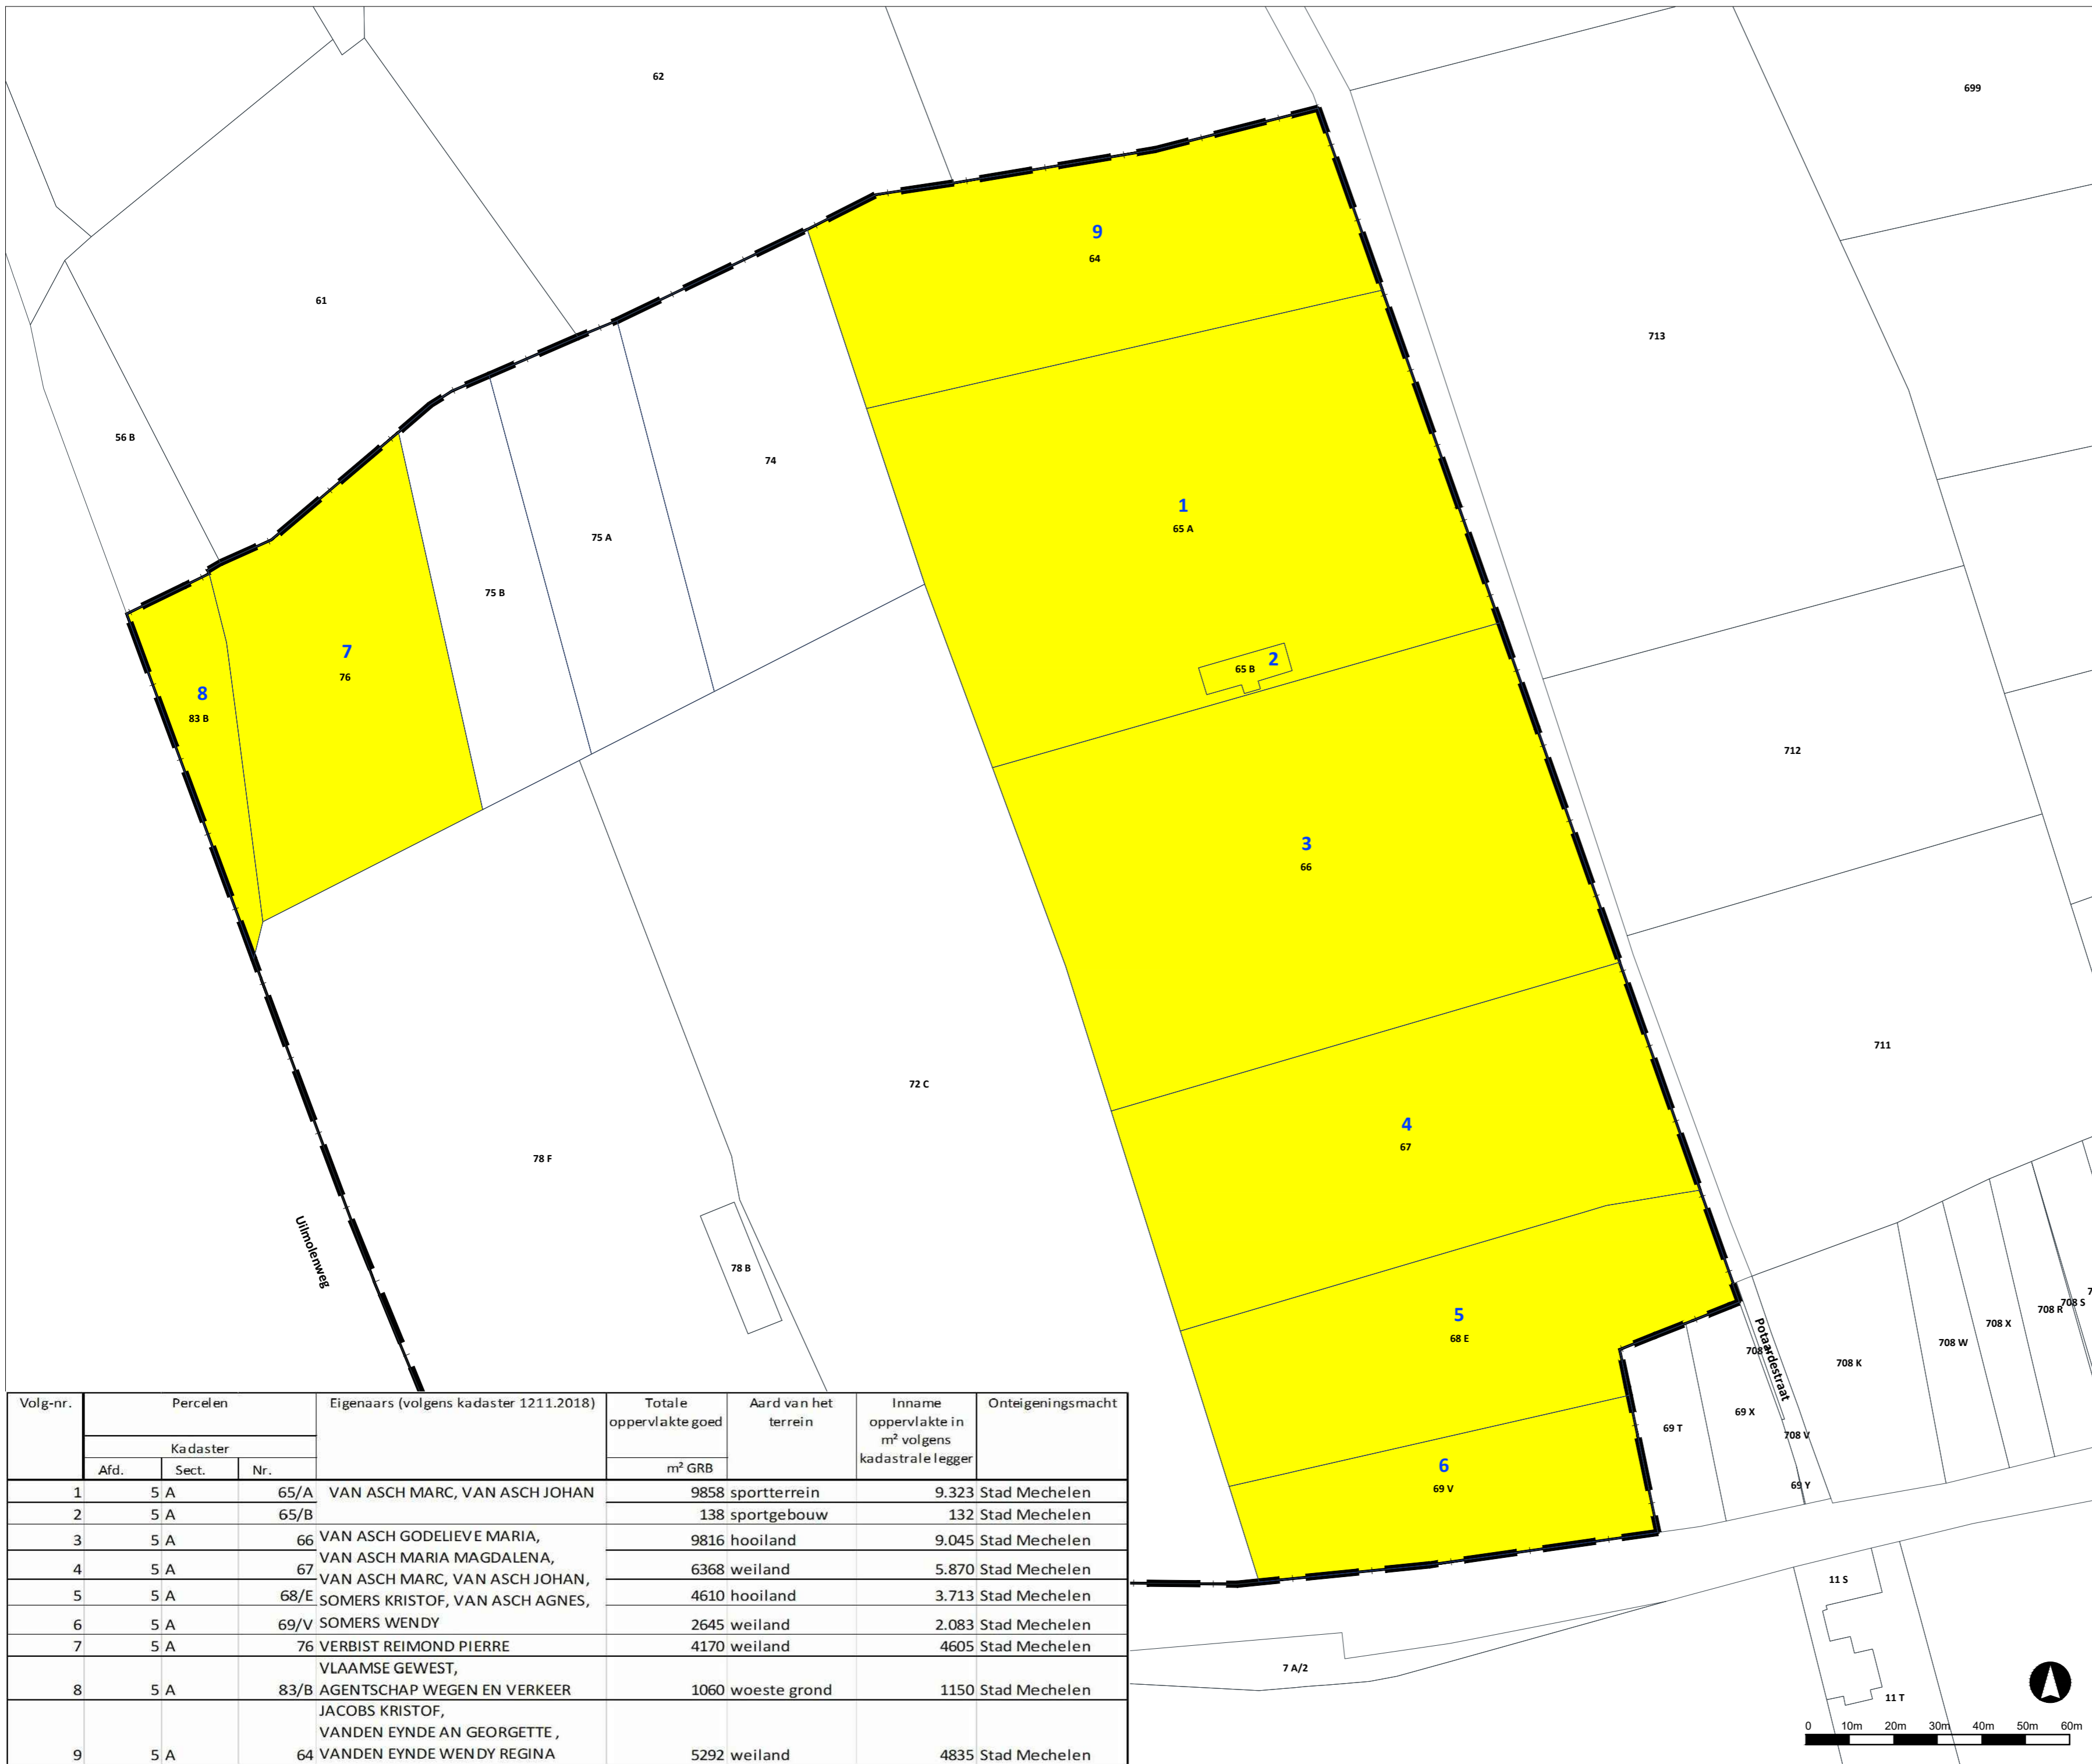 62
699
9
64
61
713
56 B
74
1
65 A
75 A
75 B
7
76
65 B
2
8
83 B
712
3
66
711
72 C
4
67
78 F
Uilmolenweg
78 B
5
68 E
Potaardestraat
708 K
708 W
708 X
708 R
708 S
69 T
69 X
708 V
6
69 V
69 Y
11 S
7 A/2
11 T
0 10m 20m 30m 40m 50m 60m
Volg-nr. Percelen Eigenaars (volgens kadaster 1211.2018) Totale Aard van het Inname Onteigeningsmacht
oppervlakte goed terrein oppervlakte in
m² volgens
Kadaster kadastrale legger
Afd. Sect. Nr. m² GRB
1 5 A 65/A VAN ASCH MARC, VAN ASCH JOHAN 9858 sportterrein 9.323 Stad Mechelen
2 5 A 65/B 138 sportgebouw 132 Stad Mechelen
3 5 A 66 VAN ASCH GODELIEVE MARIA, 9816 hooiland 9.045 Stad Mechelen
VAN ASCH MARIA MAGDALENA,
4 5 A 67 6368 weiland 5.870 Stad Mechelen
VAN ASCH MARC, VAN ASCH JOHAN,
5 5 A 68/E SOMERS KRISTOF, VAN ASCH AGNES, 4610 hooiland 3.713 Stad Mechelen
6 5 A 69/V SOMERS WENDY 2645 weiland 2.083 Stad Mechelen
7 5 A 76 VERBIST REIMOND PIERRE 4170 weiland 4605 Stad Mechelen
VLAAMSE GEWEST,
8 5 A 83/B AGENTSCHAP WEGEN EN VERKEER 1060 woeste grond 1150 Stad Mechelen
JACOBS KRISTOF,
VANDEN EYNDE AN GEORGETTE ,
9 5 A 64 VANDEN EYNDE WENDY REGINA 5292 weiland 4835 Stad Mechelen